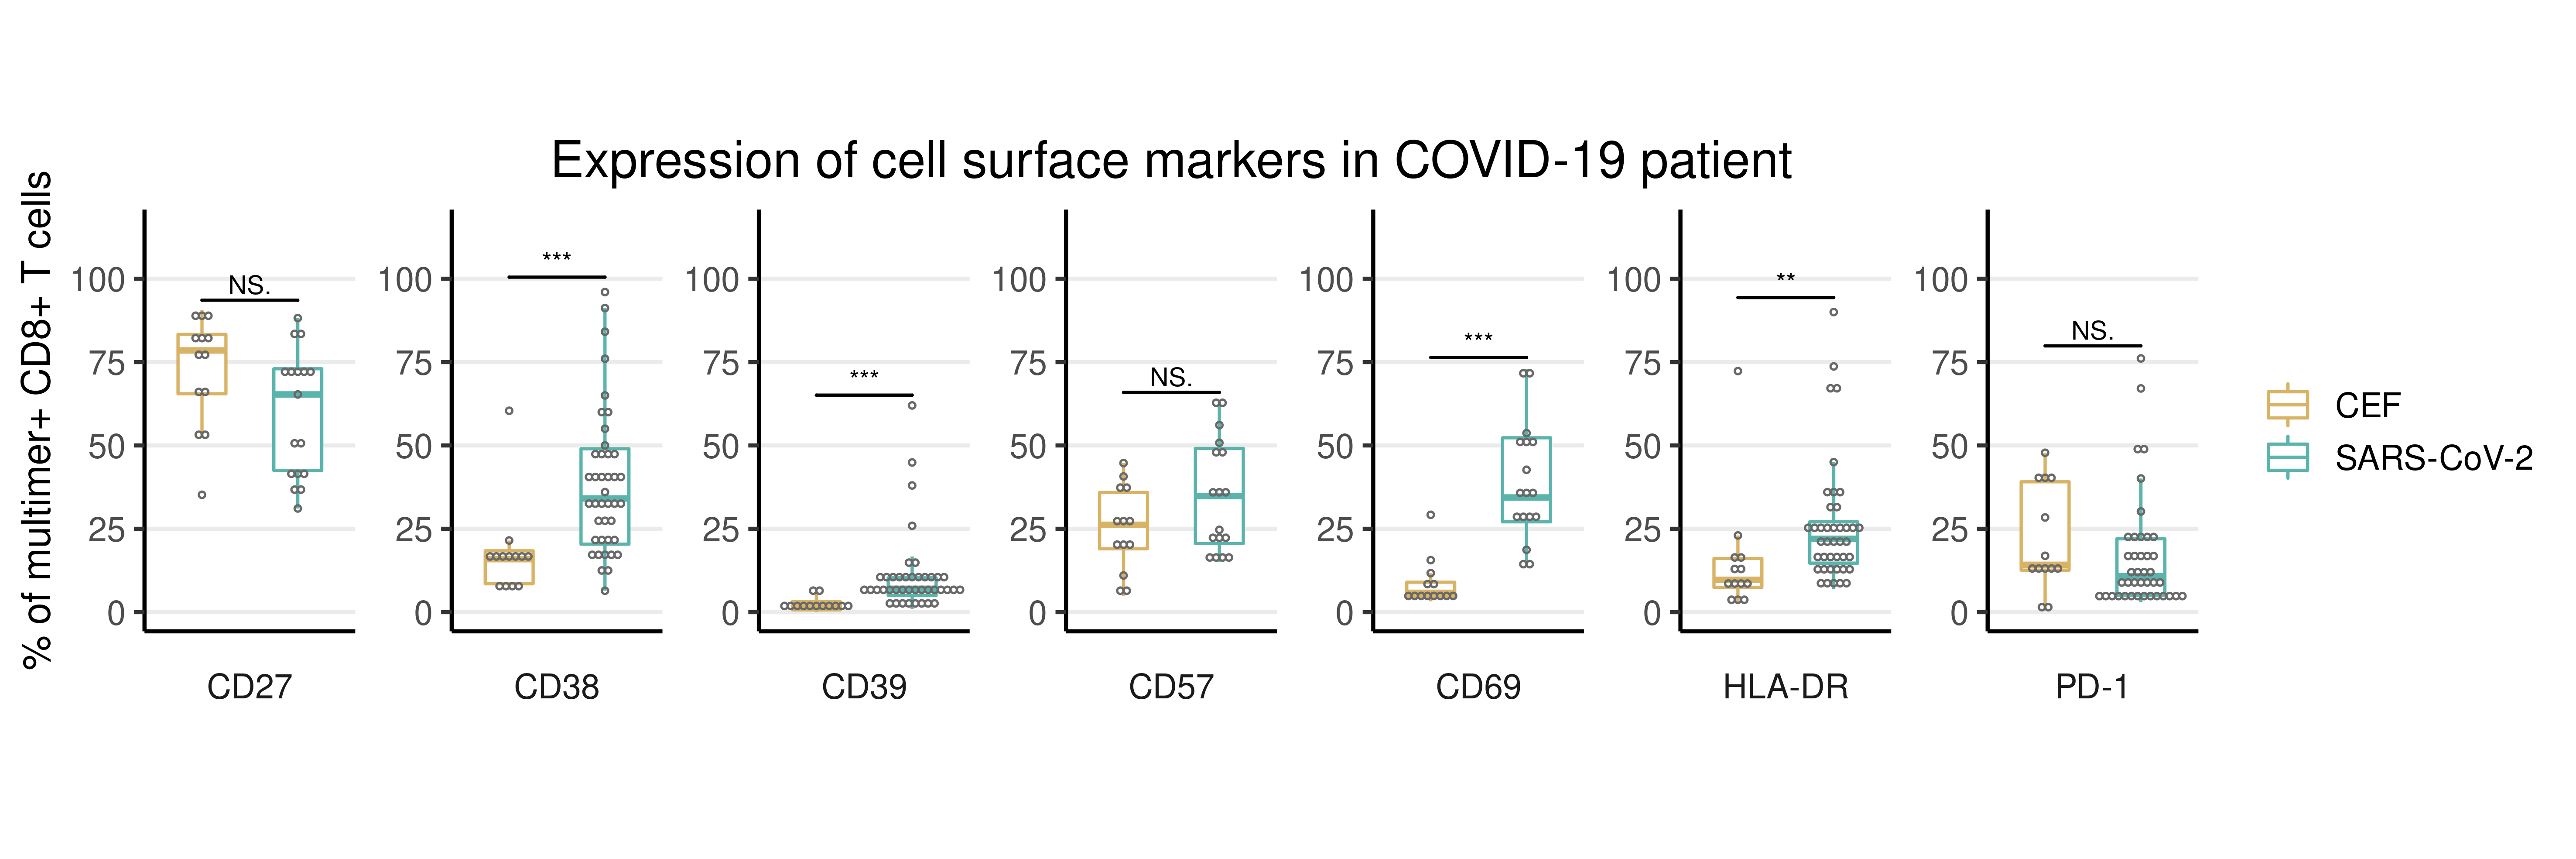 Expression of cell surface markers in COVID-19 patient
% of multimer+ CD8+ T cells
100
75
50
25
0
NS.
CD27
100
75
50
25
0
***
CD38
100
75
50
25
0
***
CD39
100
75
50
25
0
NS.
CD57
100
75
50
25
0
***
CD69
100
75
50
25
0
**
HLA-DR
100
75
50
25
0
NS.
PD-1
CEF
SARS-CoV-2